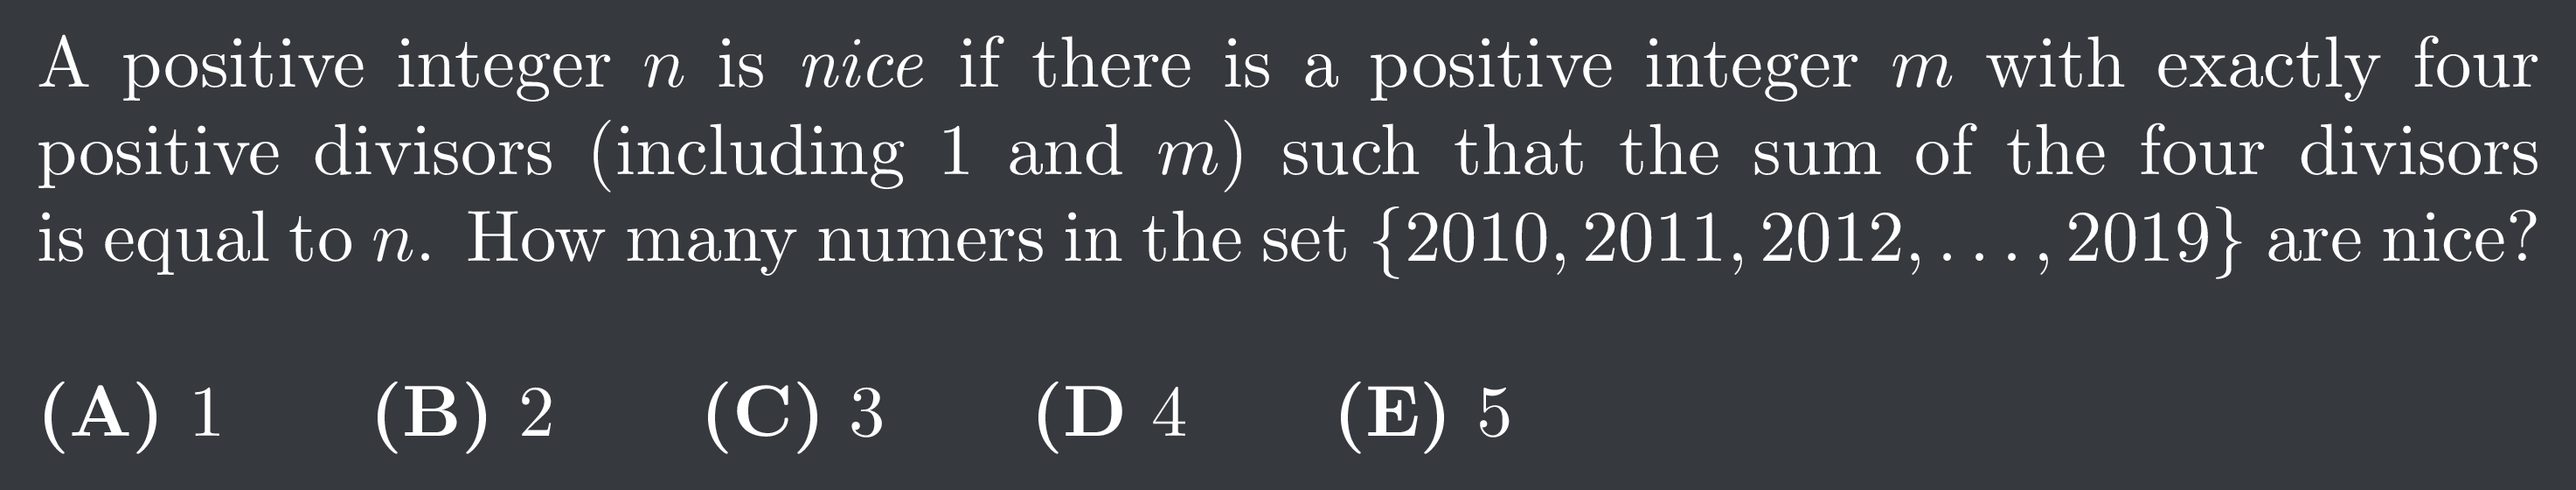 A positive integer n is nice if there is a positive integer m with exactly four
positive divisors (including 1 and m) such that the sum of the four divisors
is equal to n. How many numers in the set {2010, 2011, 2012, . . . , 2019} are nice?
(A) 1 (B) 2 (C) 3 (D 4 (E) 5